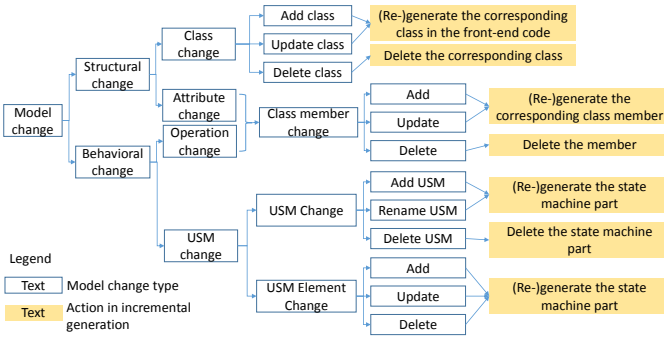 Add class
(Re-)generate the corresponding
class in the front-end code
Class
change
Update class
Delete the corresponding class
Structural
change
Delete class
Model
change
Attribute
change
Operation
change
Class member
change
Add
(Re-)generate the
corresponding class member
Update
Behavioral
change
Delete
Delete the member
Add USM
(Re-)generate the state
machine part
USM Change
Rename USM
USM
change
Delete USM
Delete the state machine
part
Legend
Text
Model change type
Text
Action in incremental
generation
USM Element
Change
Add
Update
(Re-)generate the state
machine part
Delete